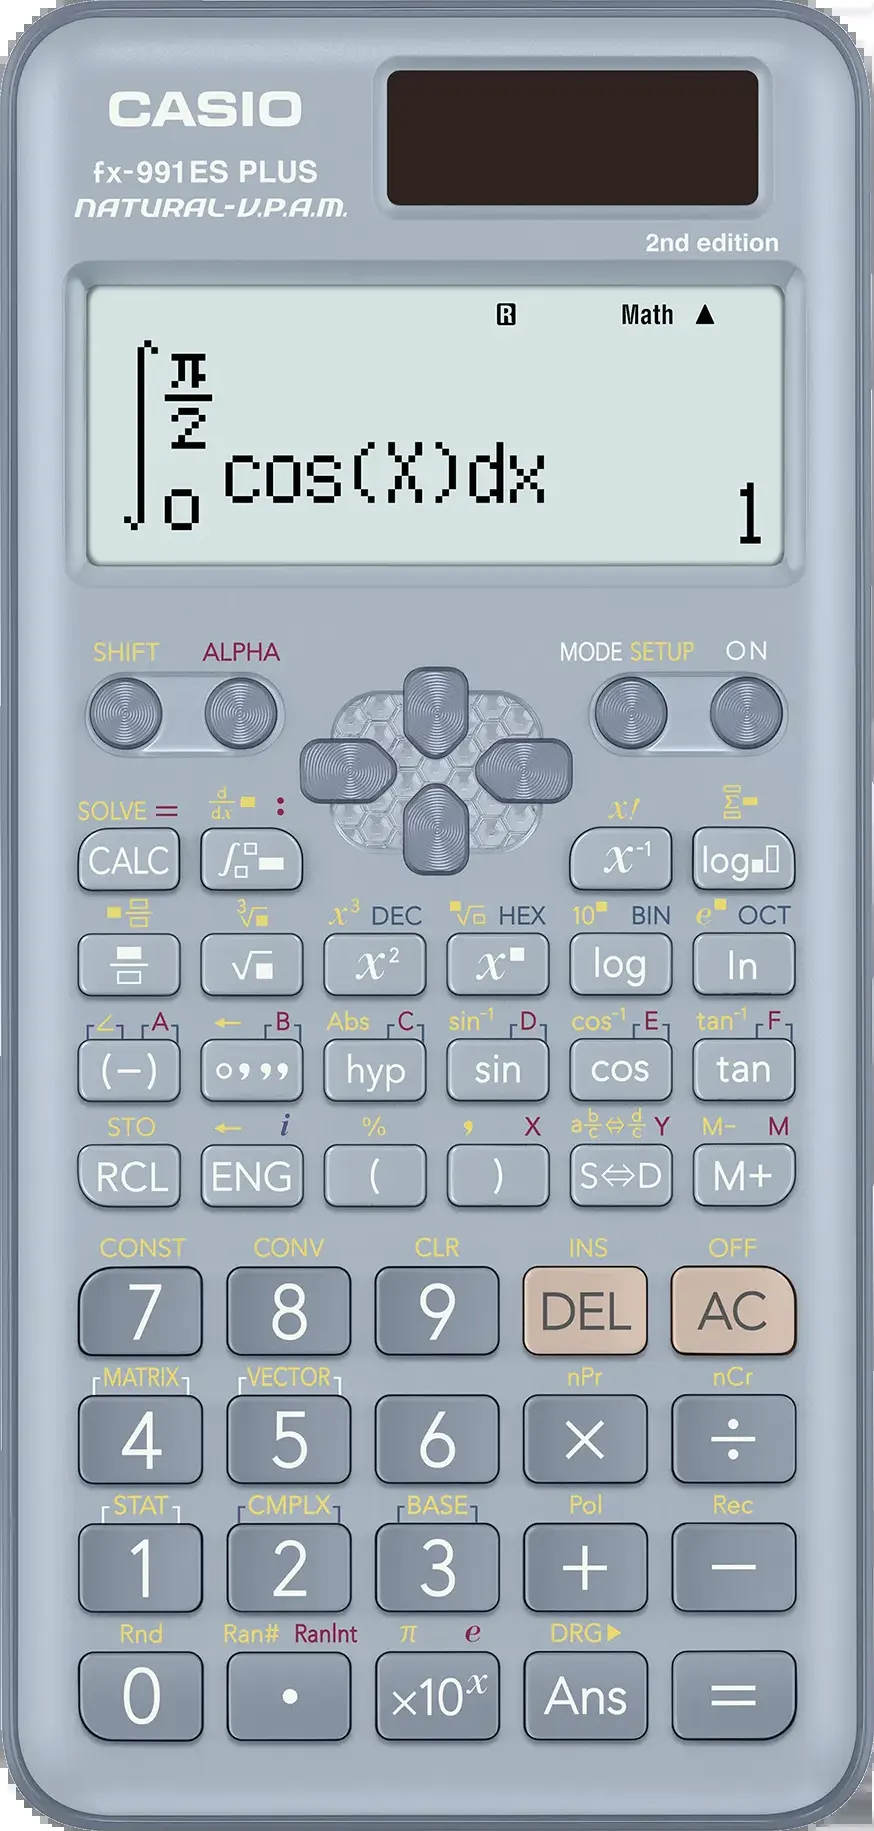 CASIO
fx-991ES PLUS
NATURAL-V.P.A.M.
2nd edition
R Math ▲
∫ π/2 0 cos(X)dx
1
SHIFT ALPHA MODE SETUP ON
SOLVE = d/dx■ : x! Σ■
CALC ∫■ x⁻¹ log■□
■□/□ ³√■ x³ DEC ■√□ HEX 10■ BIN e■ OCT
■/□ √■ x² x■ log ln
∠ A ← B Abs C sin⁻¹ D cos⁻¹ E tan⁻¹ F
(−) °,,, hyp sin cos tan
STO ← i % , X a b/c⇔d/c Y M− M
RCL ENG ( ) S⇔D M+
CONST CONV CLR INS OFF
7 8 9 DEL AC
MATRIX VECTOR nPr nCr
4 5 6 × ÷
STAT CMPLX BASE Pol Rec
1 2 3 + −
Rnd Ran# RanInt π e DRG▶
0 • ×10ˣ Ans =